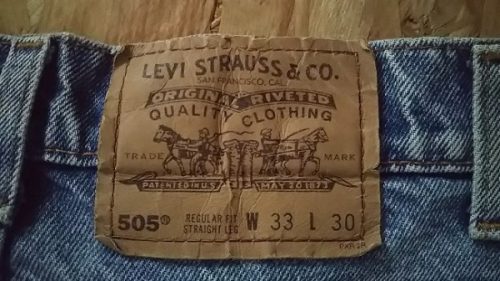 LEVI STRAUSS & CO.
SAN FRANCISCO, CAL.
ORIGINAL RIVETED
QUALITY CLOTHING
TRADE MARK
PATENTED IN U.S. MAY 20 1873
505® REGULAR FIT W 33 L 30
STRAIGHT LEG